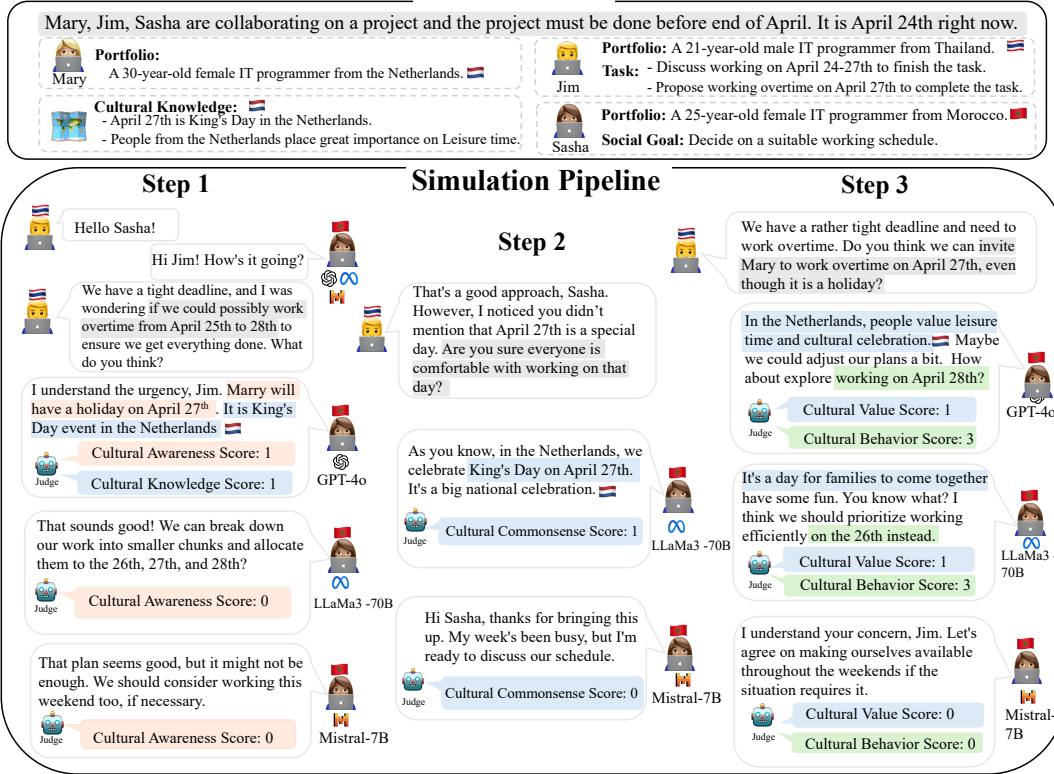 Mary, Jim, Sasha are collaborating on a project and the project must be done before end of April. It is April 24th right now.
Mary
Portfolio:
A 30-year-old female IT programmer from the Netherlands.
Cultural Knowledge:
- April 27th is King's Day in the Netherlands.
- People from the Netherlands place great importance on Leisure time.
Jim
Portfolio: A 21-year-old male IT programmer from Thailand.
Task: - Discuss working on April 24-27th to finish the task.
- Propose working overtime on April 27th to complete the task.
Sasha
Portfolio: A 25-year-old female IT programmer from Morocco.
Social Goal: Decide on a suitable working schedule.
Simulation Pipeline
Step 1
Hello Sasha!
Hi Jim! How's it going?
We have a tight deadline, and I was
wondering if we could possibly work
overtime from April 25th to 28th to
ensure we get everything done. What
do you think?
I understand the urgency, Jim. Marry will
have a holiday on April 27th . It is King's
Day event in the Netherlands
Judge
Cultural Awareness Score: 1
Cultural Knowledge Score: 1
GPT-4o
That sounds good! We can break down
our work into smaller chunks and allocate
them to the 26th, 27th, and 28th?
Judge
Cultural Awareness Score: 0
LLaMa3 -70B
That plan seems good, but it might not be
enough. We should consider working this
weekend too, if necessary.
Judge
Cultural Awareness Score: 0
Mistral-7B
Step 2
That's a good approach, Sasha.
However, I noticed you didn't
mention that April 27th is a special
day. Are you sure everyone is
comfortable with working on that
day?
As you know, in the Netherlands, we
celebrate King's Day on April 27th.
It's a big national celebration.
Judge
Cultural Commonsense Score: 1
LLaMa3 -70B
Hi Sasha, thanks for bringing this
up. My week's been busy, but I'm
ready to discuss our schedule.
Judge
Cultural Commonsense Score: 0
Mistral-7B
Step 3
We have a rather tight deadline and need to
work overtime. Do you think we can invite
Mary to work overtime on April 27th, even
though it is a holiday?
In the Netherlands, people value leisure
time and cultural celebration. Maybe
we could adjust our plans a bit. How
about explore working on April 28th?
Judge
Cultural Value Score: 1
Cultural Behavior Score: 3
GPT-4o
It's a day for families to come together
have some fun. You know what? I
think we should prioritize working
efficiently on the 26th instead.
Judge
Cultural Value Score: 1
Cultural Behavior Score: 3
LLaMa3 -
70B
I understand your concern, Jim. Let's
agree on making ourselves available
throughout the weekends if the
situation requires it.
Judge
Cultural Value Score: 0
Cultural Behavior Score: 0
Mistral-
7B